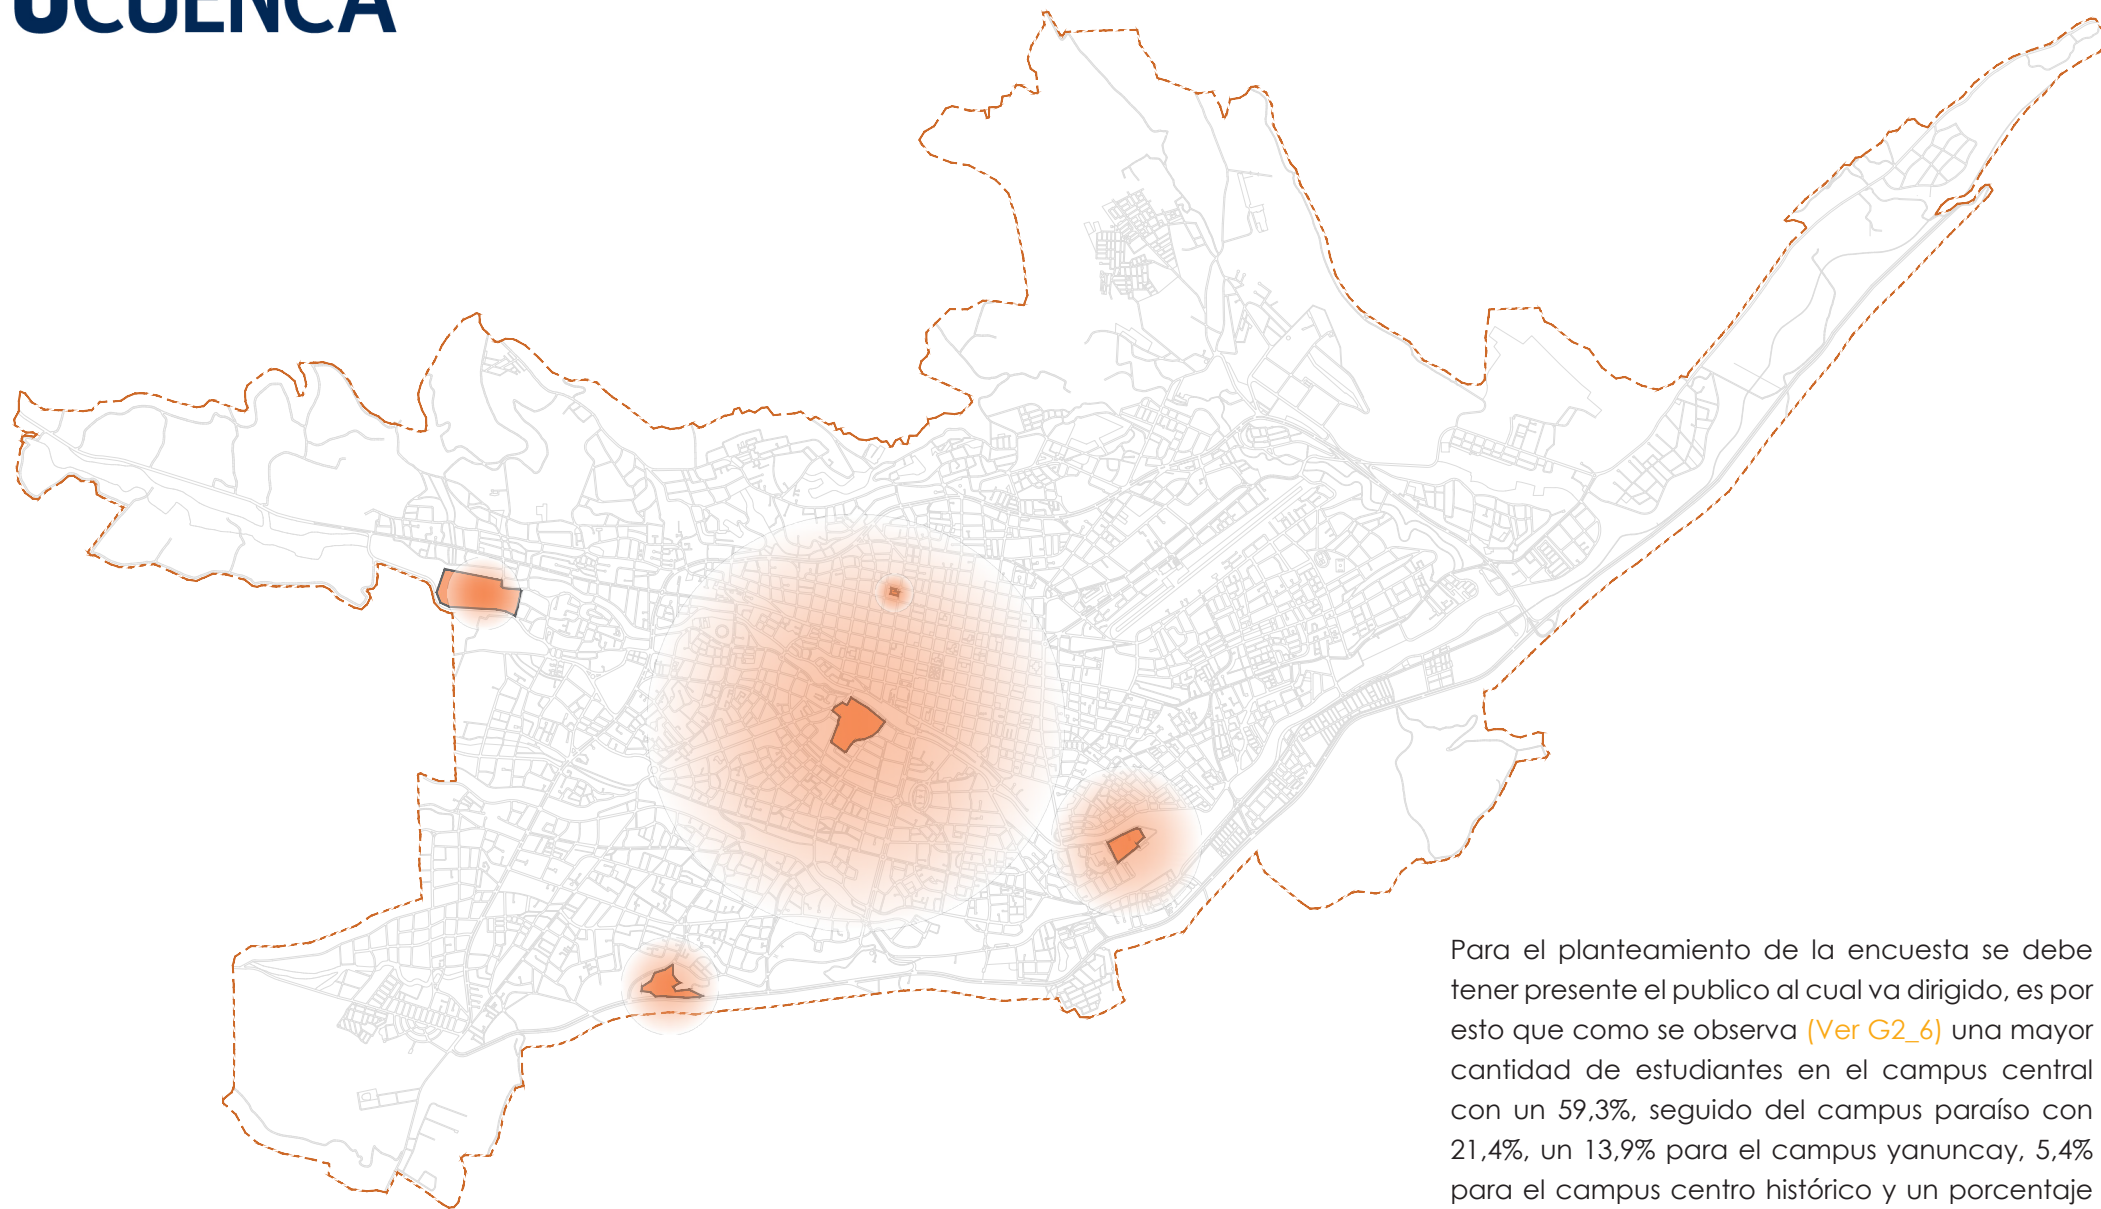 UCUENCA
Para el planteamiento de la encuesta se debe
tener presente el publico al cual va dirigido, es por
esto que como se observa (Ver G2_6) una mayor
cantidad de estudiantes en el campus central
con un 59,3%, seguido del campus paraíso con
21,4%, un 13,9% para el campus yanuncay, 5,4%
para el campus centro histórico y un porcentaje